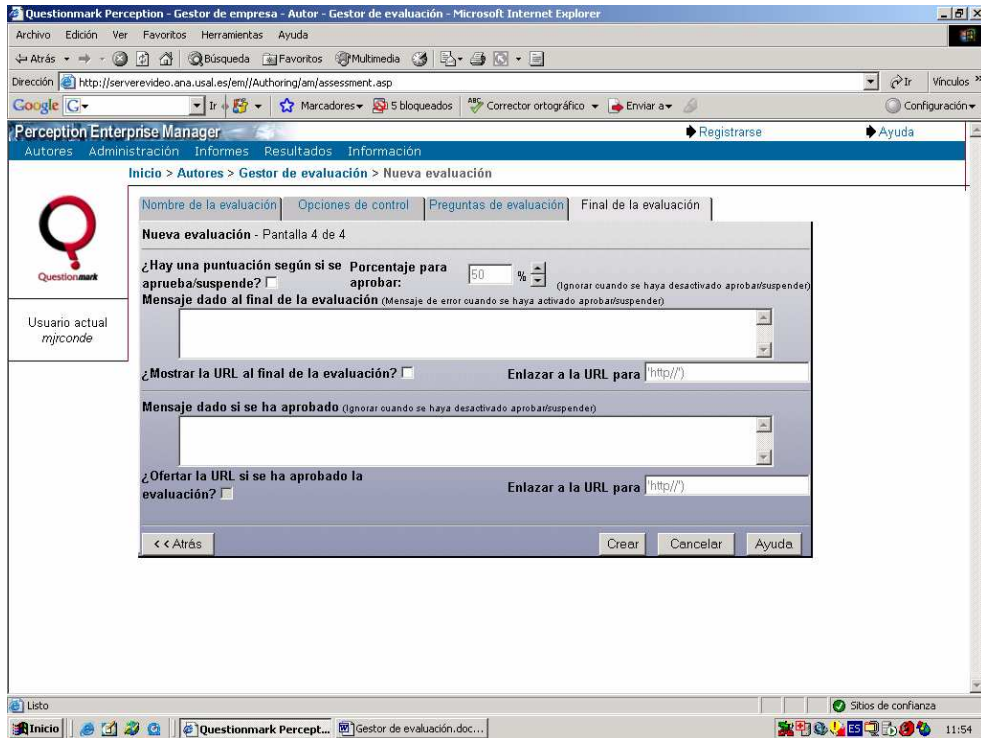 Questionmark Perception - Gestor de empresa - Autor - Gestor de evaluación - Microsoft Internet Explorer
Archivo Edición Ver Favoritos Herramientas Ayuda
Atrás Búsqueda Favoritos Multimedia
Dirección http://serverevideo.ana.usal.es/em//Authoring/am/assessment.asp Ir Vínculos »
Google G Ir Marcadores 5 bloqueados ABC Corrector ortográfico Enviar a Configuración
Perception Enterprise Manager Registrarse Ayuda
Autores Administración Informes Resultados Información
Inicio > Autores > Gestor de evaluación > Nueva evaluación
Nombre de la evaluación Opciones de control Preguntas de evaluación Final de la evaluación
Nueva evaluación - Pantalla 4 de 4
Questionmark
Usuario actual
mjrconde
¿Hay una puntuación según si se Porcentaje para
aprueba/suspende? aprobar: 50 % (Ignorar cuando se haya desactivado aprobar/suspender)
Mensaje dado al final de la evaluación (Mensaje de error cuando se haya activado aprobar/suspender)
¿Mostrar la URL al final de la evaluación? Enlazar a la URL para 'http//')
Mensaje dado si se ha aprobado (Ignorar cuando se haya desactivado aprobar/suspender)
¿Ofertar la URL si se ha aprobado la
evaluación? Enlazar a la URL para 'http//')
<< Atrás Crear Cancelar Ayuda
Listo Sitios de confianza
Inicio Questionmark Percept... Gestor de evaluación.doc... ES 11:54